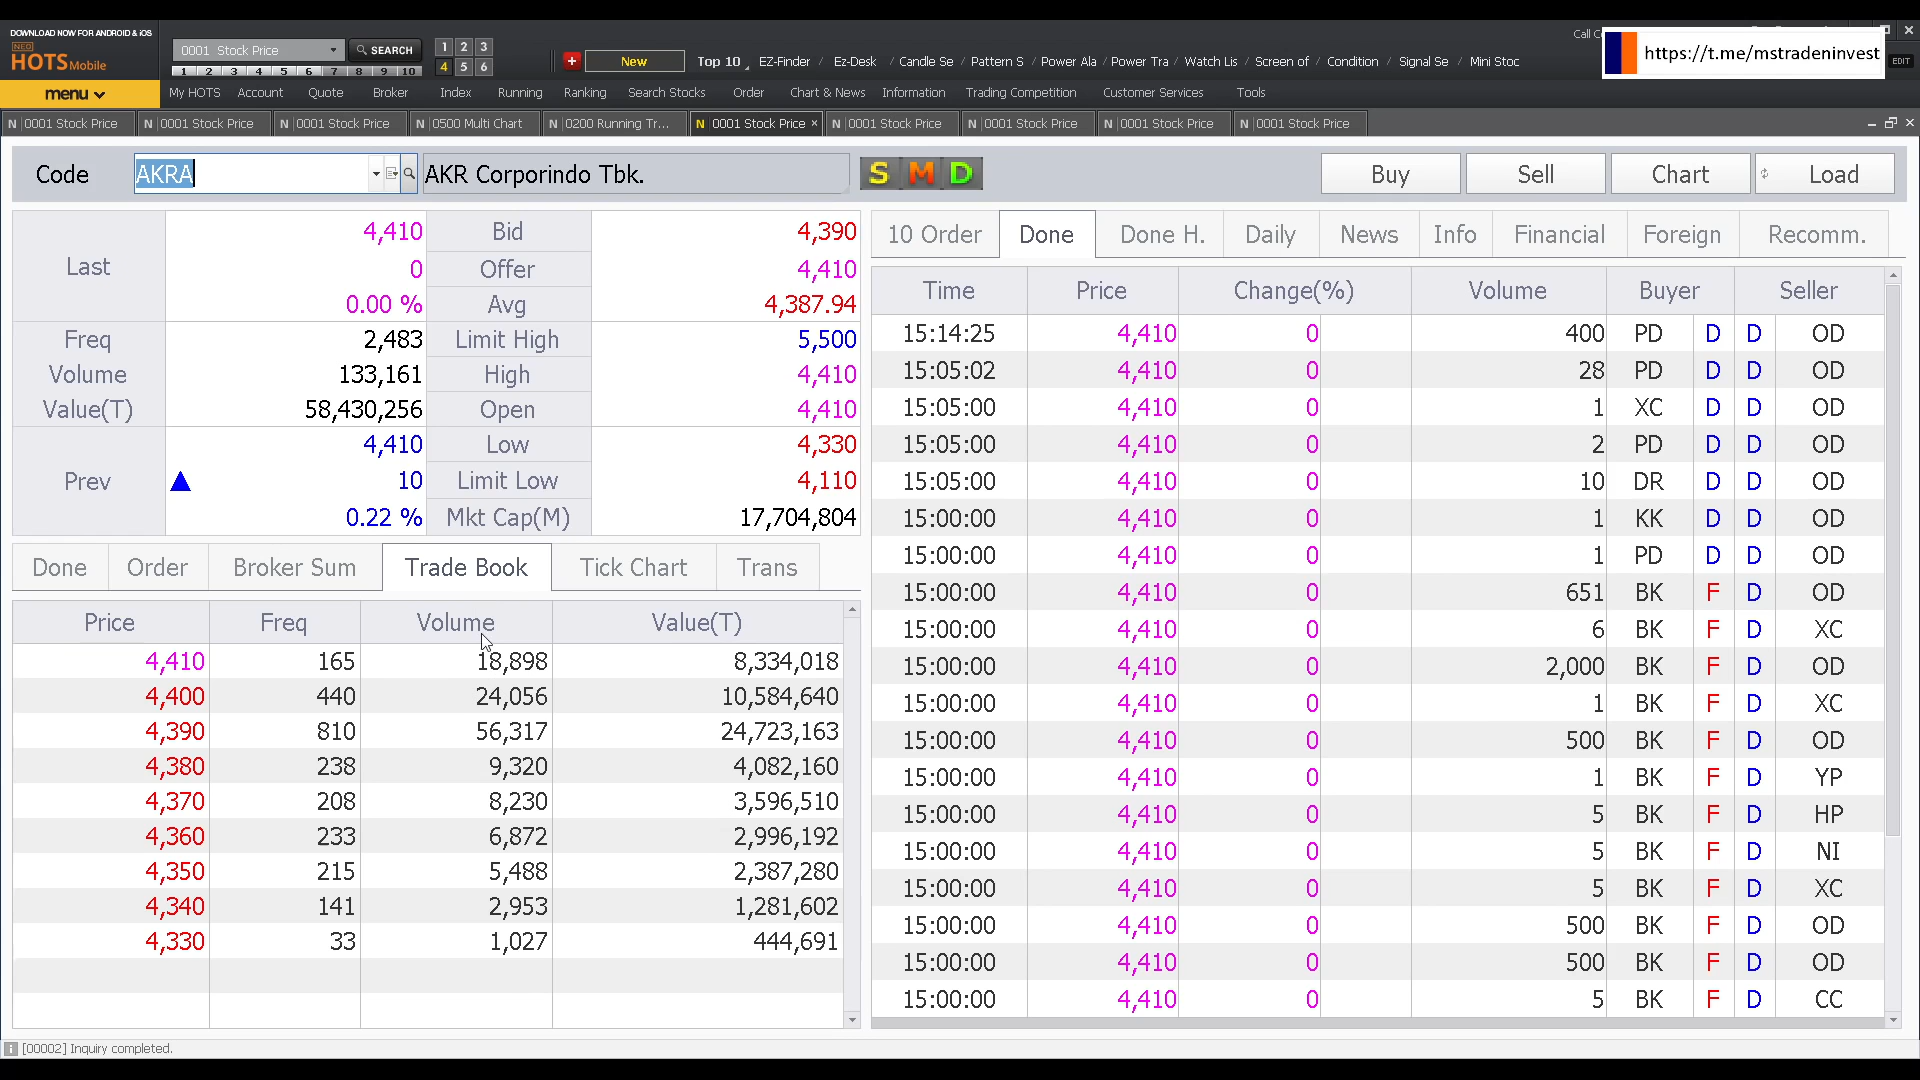 DOWNLOAD NOW FOR ANDROID & iOS
NEO
HOTS Mobile
menu
0001 Stock Price
SEARCH
1 2 3
4 5 6
1 2 3 4 5 6 7 8 9 10
New
Top 10 EZ-Finder / Ez-Desk / Candle Se / Pattern S / Power Ala / Power Tra / Watch Lis / Screen of / Condition / Signal Se / Mini Stoc
https://t.me/mstradeninvest
EDIT
My HOTS Account Quote Broker Index Running Ranking Search Stocks Order Chart & News Information Trading Competition Customer Services Tools
N 0001 Stock Price N 0001 Stock Price N 0001 Stock Price N 0500 Multi Chart N 0200 Running Tr... N 0001 Stock Price × N 0001 Stock Price N 0001 Stock Price N 0001 Stock Price N 0001 Stock Price
Code AKRA AKR Corporindo Tbk. S M D Buy Sell Chart Load
Last 4,410 Bid 4,390
0 Offer 4,410
0.00 % Avg 4,387.94
Freq 2,483 Limit High 5,500
Volume 133,161 High 4,410
Value(T) 58,430,256 Open 4,410
Prev 4,410 Low 4,330
▲ 10 Limit Low 4,110
0.22 % Mkt Cap(M) 17,704,804
Done Order Broker Sum Trade Book Tick Chart Trans
Price Freq Volume Value(T)
4,410 165 18,898 8,334,018
4,400 440 24,056 10,584,640
4,390 810 56,317 24,723,163
4,380 238 9,320 4,082,160
4,370 208 8,230 3,596,510
4,360 233 6,872 2,996,192
4,350 215 5,488 2,387,280
4,340 141 2,953 1,281,602
4,330 33 1,027 444,691
10 Order Done Done H. Daily News Info Financial Foreign Recomm.
Time Price Change(%) Volume Buyer Seller
15:14:25 4,410 0 400 PD D D OD
15:05:02 4,410 0 28 PD D D OD
15:05:00 4,410 0 1 XC D D OD
15:05:00 4,410 0 2 PD D D OD
15:05:00 4,410 0 10 DR D D OD
15:00:00 4,410 0 1 KK D D OD
15:00:00 4,410 0 1 PD D D OD
15:00:00 4,410 0 651 BK F D OD
15:00:00 4,410 0 6 BK F D XC
15:00:00 4,410 0 2,000 BK F D OD
15:00:00 4,410 0 1 BK F D XC
15:00:00 4,410 0 500 BK F D OD
15:00:00 4,410 0 1 BK F D YP
15:00:00 4,410 0 5 BK F D HP
15:00:00 4,410 0 5 BK F D NI
15:00:00 4,410 0 5 BK F D XC
15:00:00 4,410 0 500 BK F D OD
15:00:00 4,410 0 500 BK F D OD
15:00:00 4,410 0 5 BK F D CC
[00002] Inquiry completed.